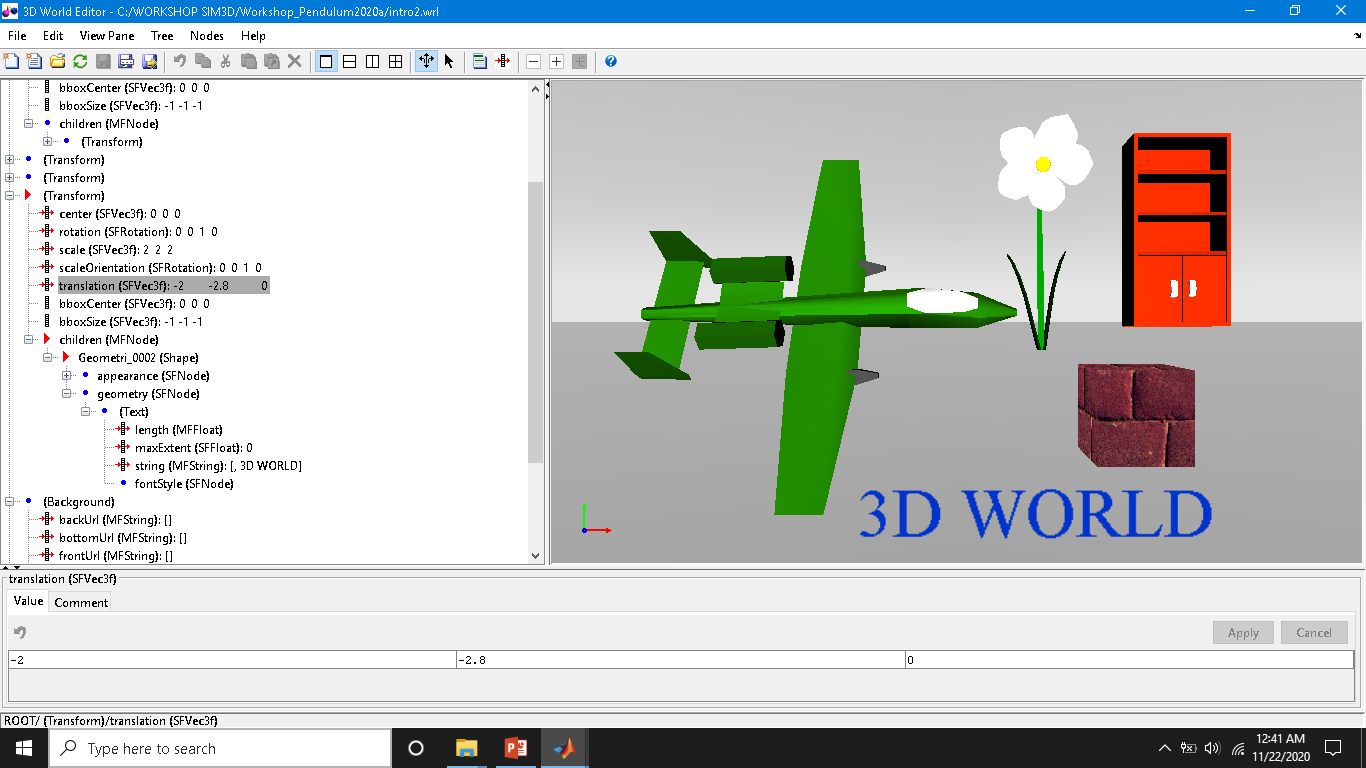 3D World Editor - C:/WORKSHOP SIM3D/Workshop_Pendulum2020a/intro2.wrl
File Edit View Pane Tree Nodes Help
bboxCenter (SFVec3f): 0 0 0
bboxSize (SFVec3f): -1 -1 -1
children (MFNode)
(Transform)
(Transform)
(Transform)
(Transform)
center (SFVec3f): 0 0 0
rotation (SFRotation): 0 0 1 0
scale (SFVec3f): 2 2 2
scaleOrientation (SFRotation): 0 0 1 0
translation (SFVec3f): -2 -2.8 0
bboxCenter (SFVec3f): 0 0 0
bboxSize (SFVec3f): -1 -1 -1
children (MFNode)
Geometri_0002 (Shape)
appearance (SFNode)
geometry (SFNode)
(Text)
length (MFFloat)
maxExtent (SFFloat): 0
string (MFString): [, 3D WORLD]
fontStyle (SFNode)
(Background)
backUrl (MFString): []
bottomUrl (MFString): []
frontUrl (MFString): []
3D WORLD
translation (SFVec3f)
Value Comment
Apply Cancel
-2 -2.8 0
ROOT/ (Transform)/translation (SFVec3f)
Type here to search
12:41 AM
11/22/2020